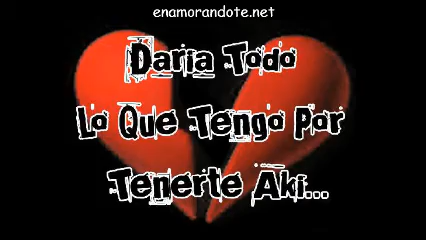 enamorandote.net
Daria Todo
Lo Que Tengo Por
Tenerte Aki...